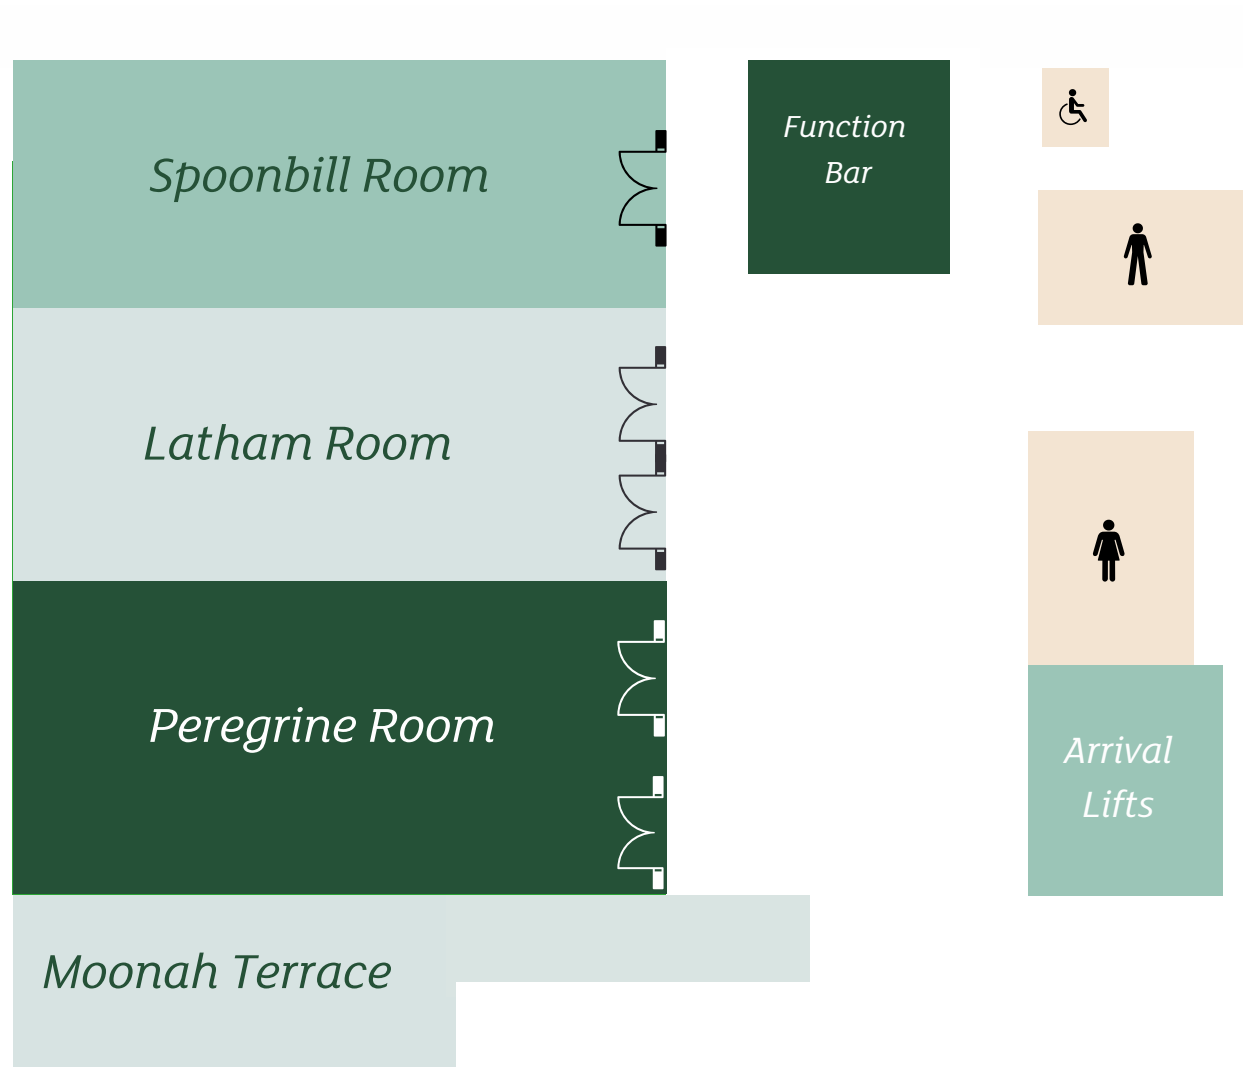 Spoonbill Room
Function
Bar
Latham Room
Peregrine Room
Arrival
Lifts
Moonah Terrace